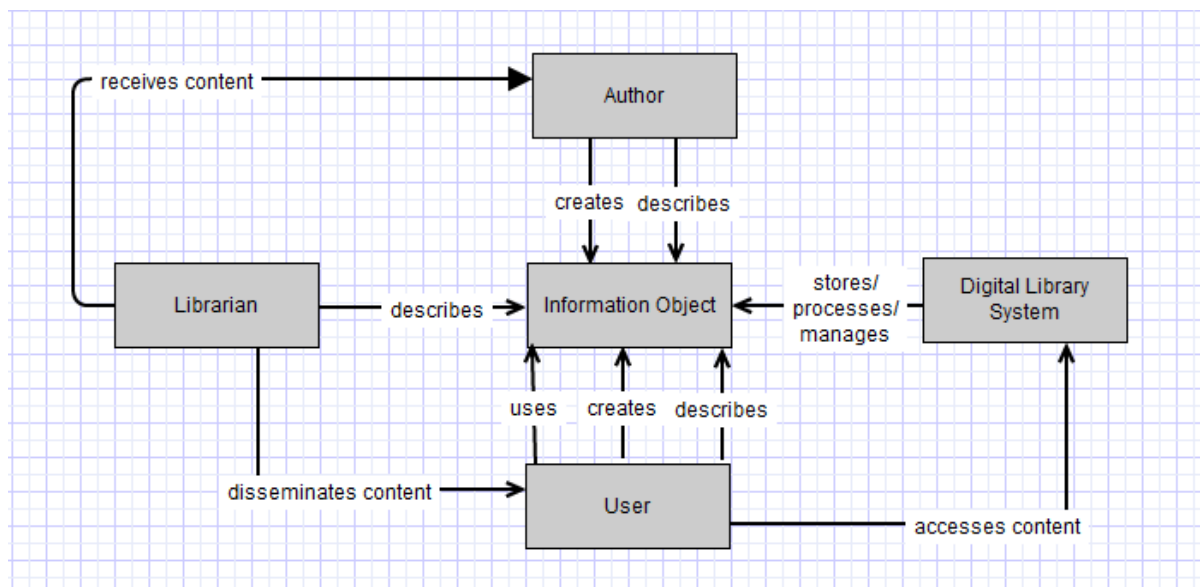 receives content
Author
creates
describes
Librarian
describes
Information Object
stores/
processes/
manages
Digital Library
System
uses
creates
describes
disseminates content
User
accesses content